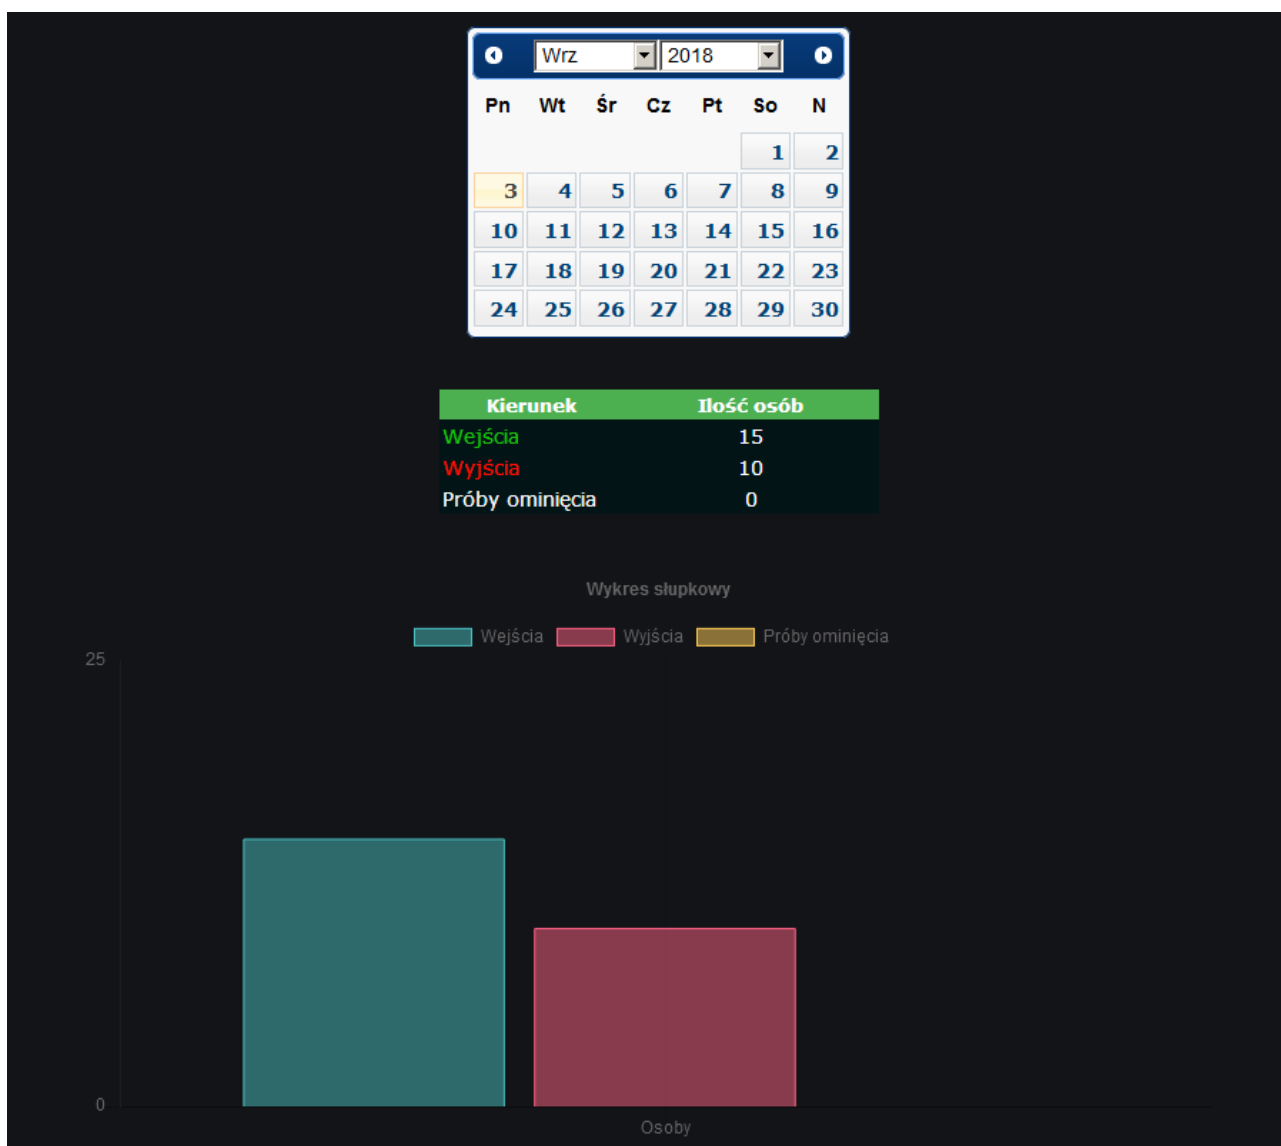 Wrz 2018
Pn Wt Śr Cz Pt So N
1 2
3 4 5 6 7 8 9
10 11 12 13 14 15 16
17 18 19 20 21 22 23
24 25 26 27 28 29 30
Kierunek Ilość osób
Wejścia 15
Wyjścia 10
Próby ominięcia 0
Wykres słupkowy
Wejścia Wyjścia Próby ominięcia
25
0
Osoby